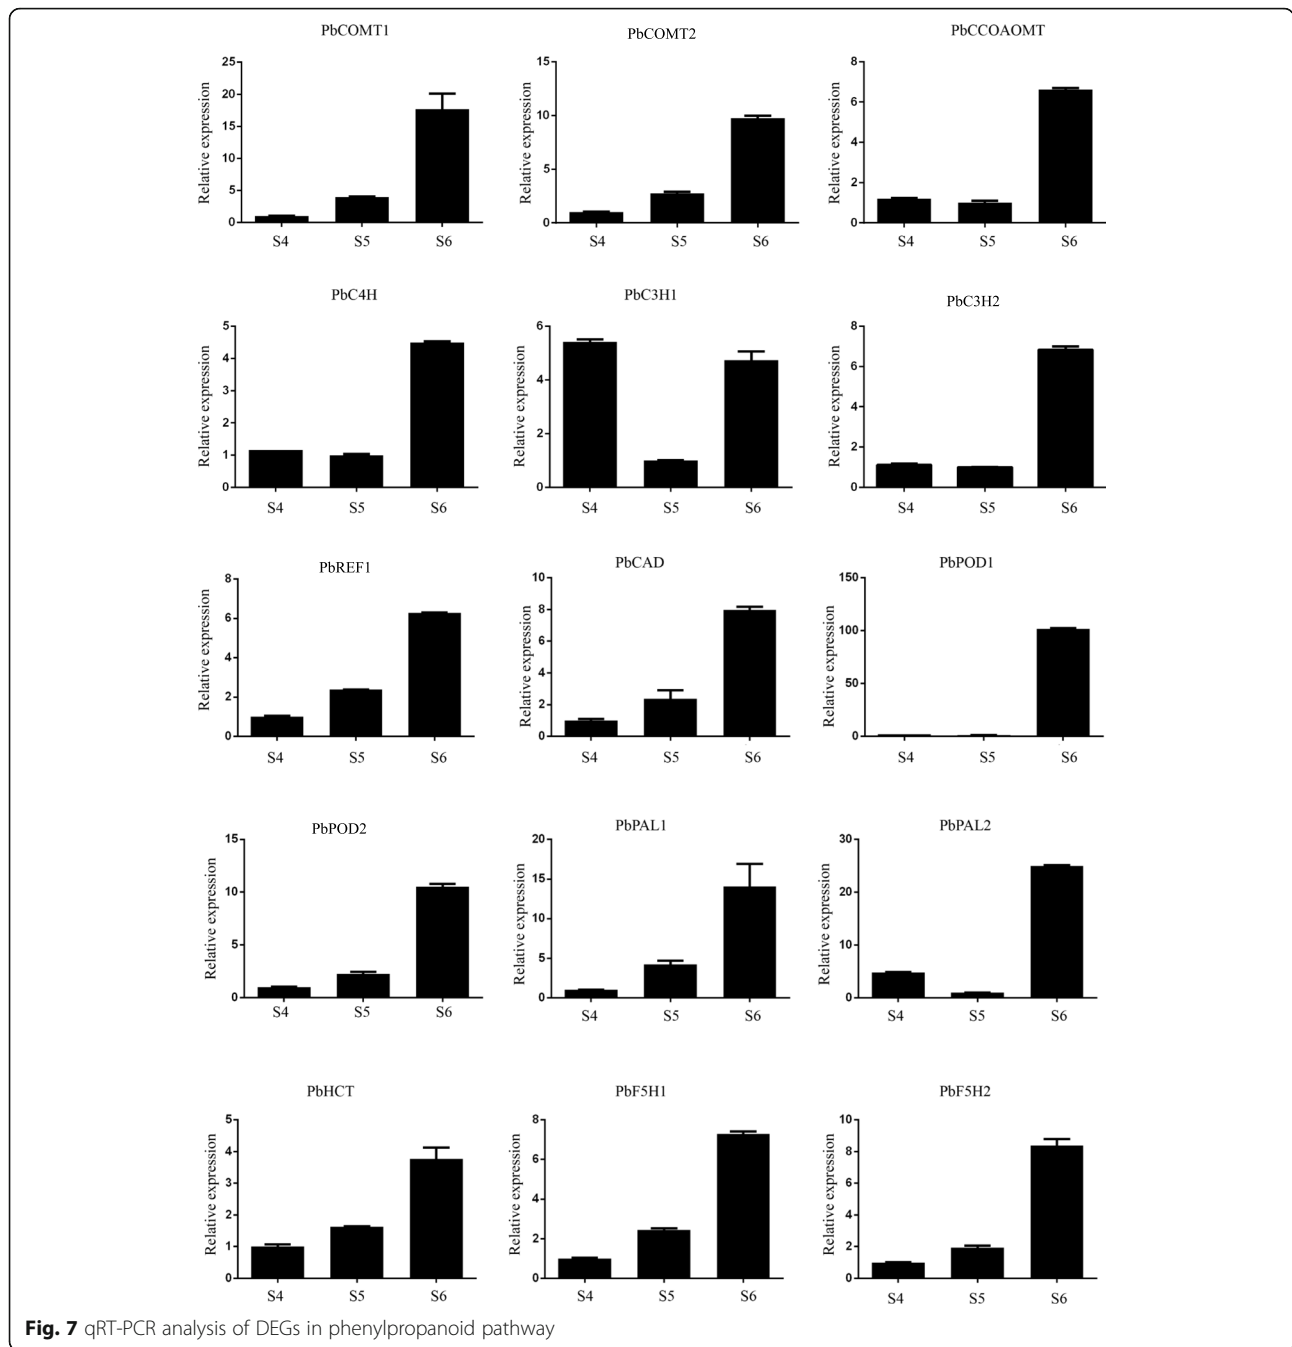 PbCOMT1 PbCOMT2 PbCCOAOMT
Relative expression 25 20 15 10 5 0 S4 S5 S6
Relative expression 15 10 5 0 S4 S5 S6
Relative expression 8 6 4 2 0 S4 S5 S6
PbC4H PbC3H1 PbC3H2
Relative expression 5 4 3 2 1 0 S4 S5 S6
Relative expression 6 4 2 0 S4 S5 S6
Relative expression 8 6 4 2 0 S4 S5 S6
PbREF1 PbCAD PbPOD1
Relative expression 8 6 4 2 0 S4 S5 S6
Relative expression 10 8 6 4 2 0 S4 S5 S6
Relative expression 150 100 50 0 S4 S5 S6
PbPOD2 PbPAL1 PbPAL2
Relative expression 15 10 5 0 S4 S5 S6
Relative expression 20 15 10 5 0 S4 S5 S6
Relative expression 30 20 10 0 S4 S5 S6
PbHCT PbF5H1 PbF5H2
Relative expression 5 4 3 2 1 0 S4 S5 S6
Relative expression 8 6 4 2 0 S4 S5 S6
Relative expression 10 8 6 4 2 0 S4 S5 S6
Fig. 7 qRT-PCR analysis of DEGs in phenylpropanoid pathway